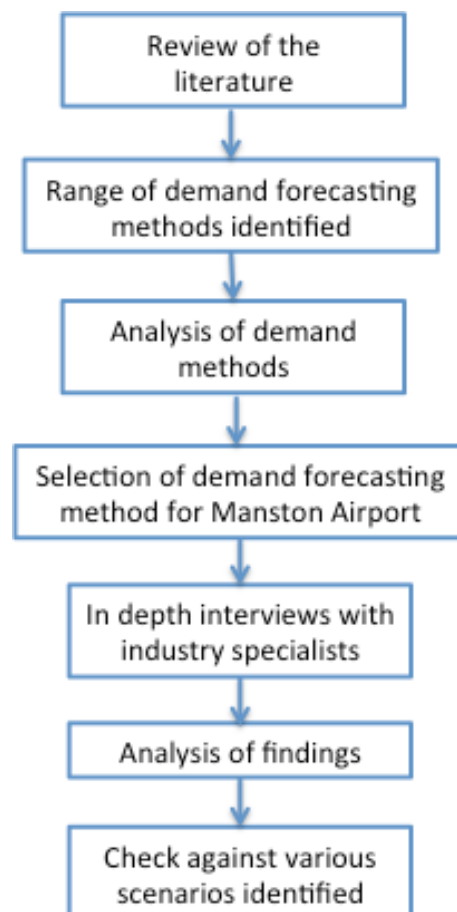 Review of the
literature
Range of demand forecasting
methods identified
Analysis of demand
methods
Selection of demand forecasting
method for Manston Airport
In depth interviews with
industry specialists
Analysis of findings
Check against various
scenarios identified